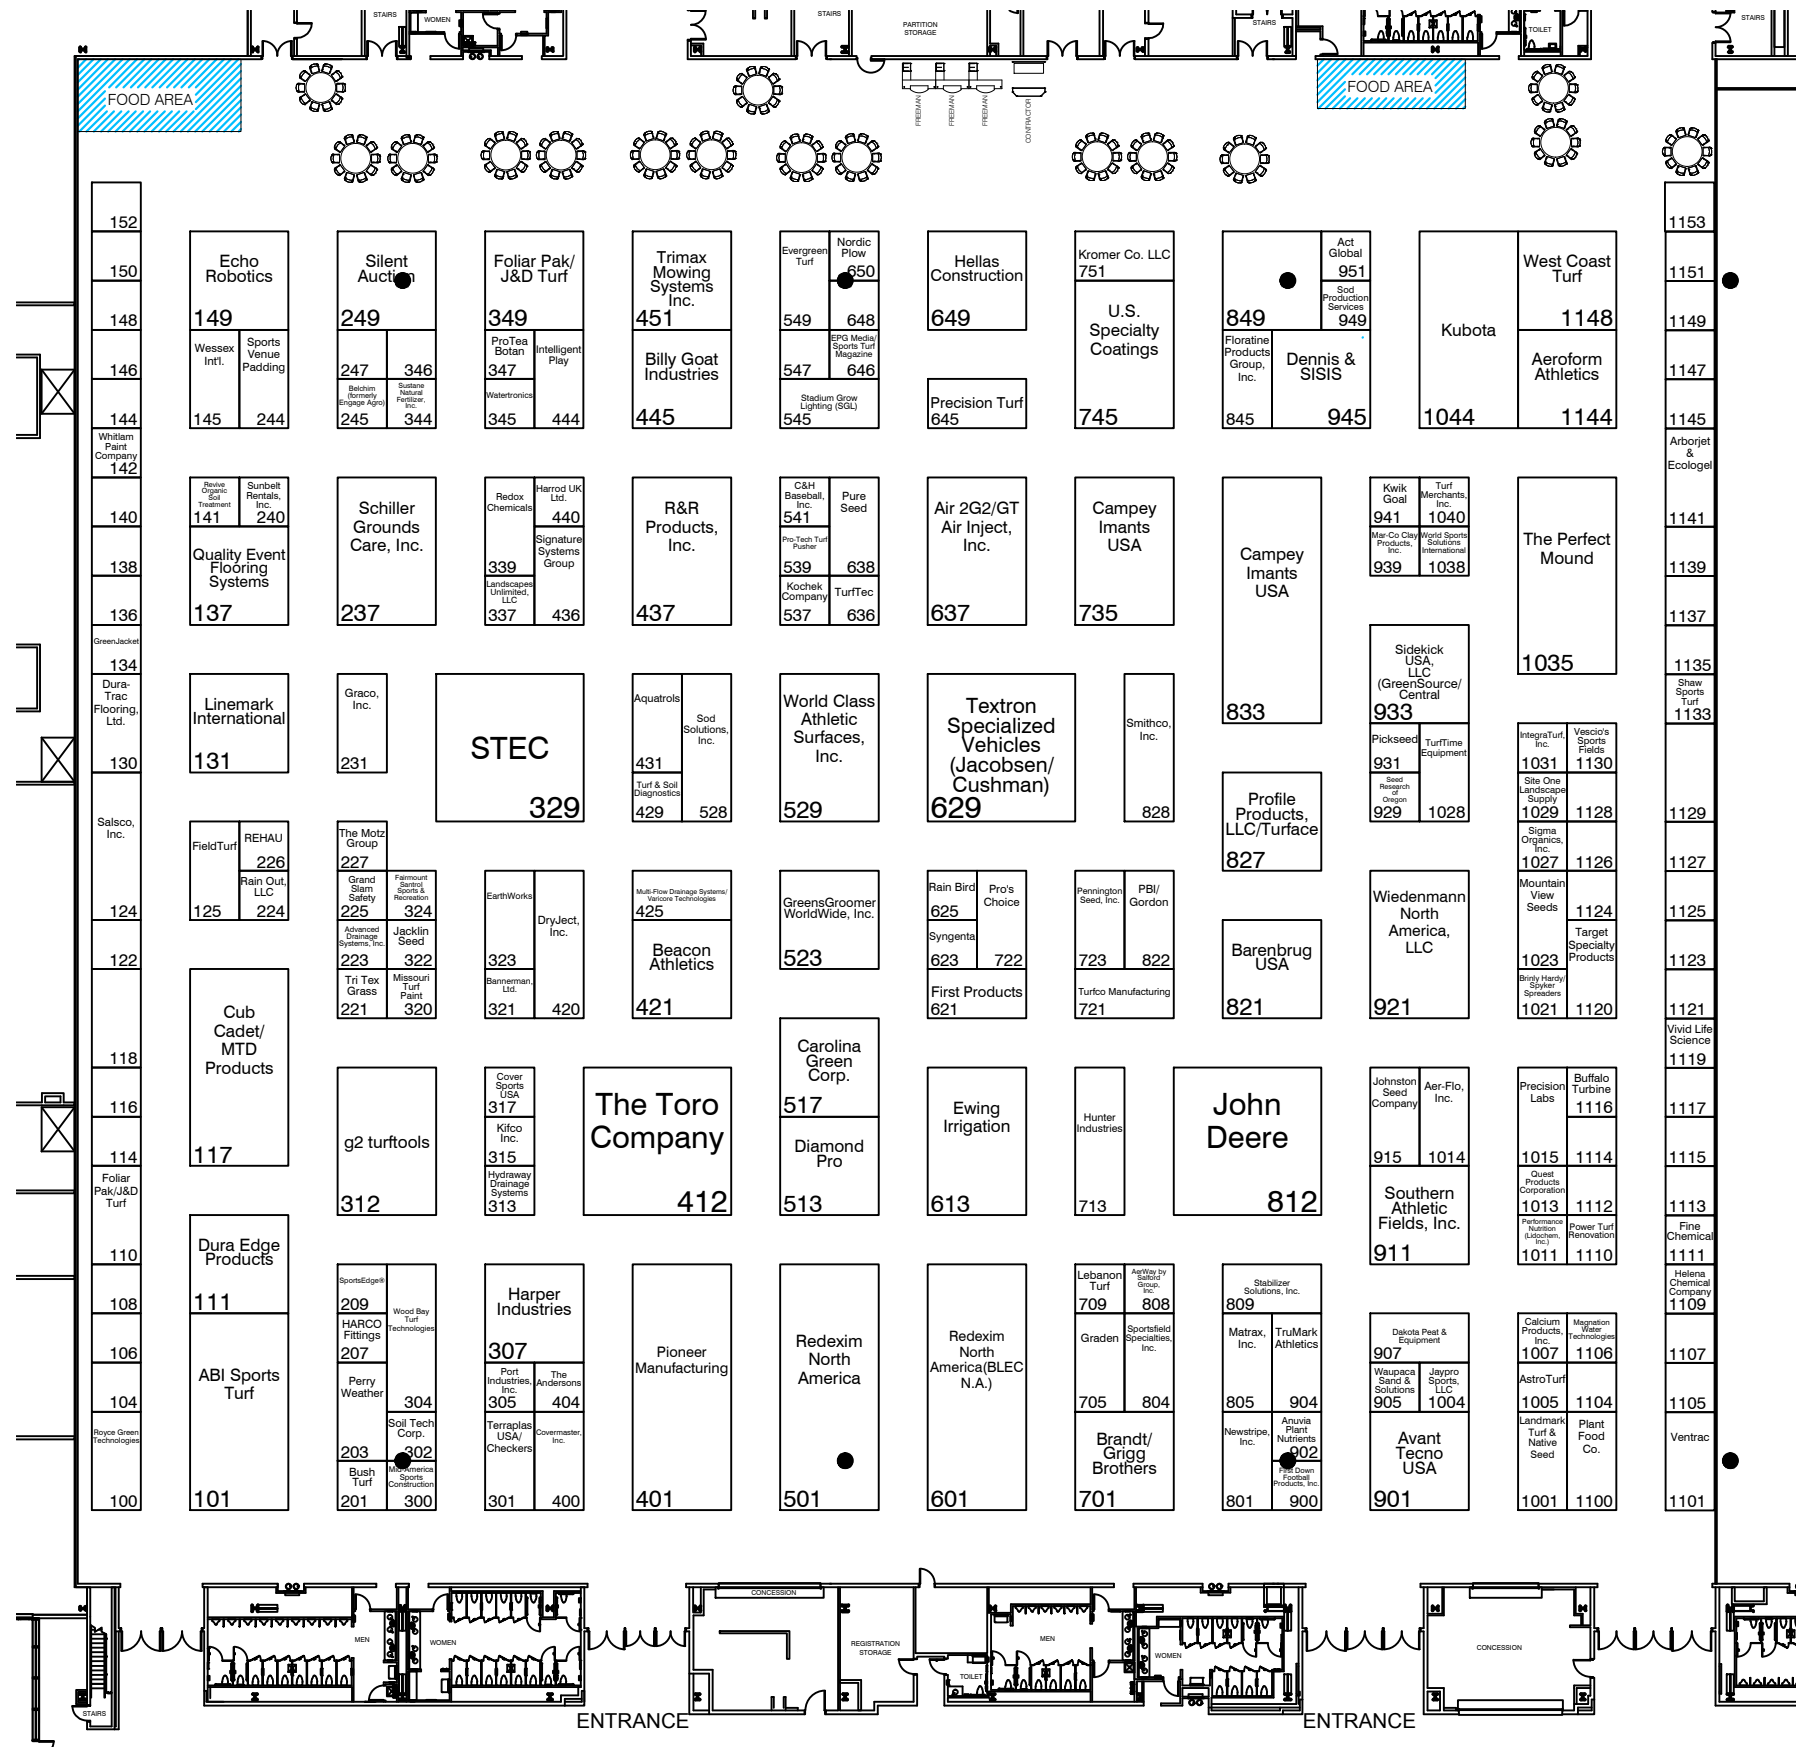 STAIRS
WOMEN
STAIRS
PARTITION
STORAGE
STAIRS
TOILET
STAIRS
FOOD AREA
FREEMAN
FREEMAN
FREEMAN
CONTRACTOR
FOOD AREA
152
150
148
146
144
Whitlam
Paint
Company
142
140
138
136
GreenJacket
134
Dura-
Trac
Flooring,
Ltd.
130
Salsco,
Inc.
124
122
118
116
114
Foliar
Pak/J&D
Turf
110
108
106
104
Royce Green
Technologies
100
Echo
Robotics
149
Wessex
Int'l.
145
Sports
Venue
Padding
244
Revive
Organic
Soil
Treatment
141
Sunbelt
Rentals,
Inc.
240
Quality Event
Flooring
Systems
137
Linemark
International
131
FieldTurf
125
REHAU
226
Rain Out,
LLC
224
Cub
Cadet/
MTD
Products
117
Dura Edge
Products
111
ABI Sports
Turf
101
Silent
Auction
249
247
346
Belchim
(formerly
Engage Agro)
245
Sustane
Natural
Fertilizer,
Inc.
344
Schiller
Grounds
Care, Inc.
237
Graco,
Inc.
231
STEC
329
The Motz
Group
227
Grand
Slam
Safety
225
Fairmount
Santrol
Sports &
Recreation
324
Advanced
Drainage
Systems, Inc.
223
Jacklin
Seed
322
Tri Tex
Grass
221
Missouri
Turf
Paint
320
g2 turftools
312
SportsEdge®
209
Wood Bay
Turf
Technologies
304
HARCO
Fittings
207
Perry
Weather
203
Soil Tech
Corp.
302
Bush
Turf
201
Mid-America
Sports
Construction
300
Foliar Pak/
J&D Turf
349
ProTea
Botan
347
Intelligent
Play
444
Watertronics
345
Redox
Chemicals
339
Harrod UK
Ltd.
440
Signature
Systems
Group
436
Landscapes
Unlimited,
LLC
337
EarthWorks
323
DryJect,
Inc.
420
Bannerman,
Ltd.
321
Cover
Sports
USA
317
Kifco
Inc.
315
Hydraway
Drainage
Systems
313
Harper
Industries
307
Port
Industries,
Inc.
305
The
Andersons
404
Terraplas
USA/
Checkers
301
Covermaster,
Inc.
400
Trimax
Mowing
Systems
Inc.
451
Billy Goat
Industries
445
R&R
Products,
Inc.
437
Aquatrols
431
Sod
Solutions,
Inc.
528
Turf & Soil
Diagnostics
429
Multi-Flow Drainage Systems/
Varicore Technologies
425
Beacon
Athletics
421
The Toro
Company
412
Pioneer
Manufacturing
401
Evergreen
Turf
549
Nordic
Plow
650
648
547
EPG Media/
Sports Turf
Magazine
646
Stadium Grow
Lighting (SGL)
545
C&H
Baseball,
Inc.
541
Pure
Seed
638
Pro-Tech Turf
Pusher
539
Kochek
Company
537
TurfTec
636
World Class
Athletic
Surfaces,
Inc.
529
GreensGroomer
WorldWide, Inc.
523
Carolina
Green
Corp.
517
Diamond
Pro
513
Redexim
North
America
501
Hellas
Construction
649
Precision Turf
645
Air 2G2/GT
Air Inject,
Inc.
637
Textron
Specialized
Vehicles
(Jacobsen/
Cushman)
629
Rain Bird
625
Pro's
Choice
722
Syngenta
623
First Products
621
Ewing
Irrigation
613
Redexim
North
America(BLEC
N.A.)
601
Kromer Co. LLC
751
U.S.
Specialty
Coatings
745
Campey
Imants
USA
735
Smithco,
Inc.
828
Pennington
Seed, Inc.
723
PBI/
Gordon
822
Turfco Manufacturing
721
Hunter
Industries
713
John
Deere
812
Lebanon
Turf
709
AerWay by
Salford
Group,
Inc.
808
Graden
705
Sportsfield
Specialties,
Inc.
804
Brandt/
Grigg
Brothers
701
849
Act
Global
951
Sod
Production
Services
949
Floratine
Products
Group,
Inc.
845
Dennis &
SISIS
945
Campey
Imants
USA
833
Profile
Products,
LLC/Turface
827
Barenbrug
USA
821
Stabilizer
Solutions, Inc.
809
Matrax,
Inc.
805
TruMark
Athletics
904
Newstripe,
Inc.
801
Anuvia
Plant
Nutrients
902
First Down
Football
Products, Inc.
900
Kubota
1044
West Coast
Turf
1148
Aeroform
Athletics
1144
Kwik
Goal
941
Turf
Merchants,
Inc.
1040
Mar-Co Clay
Products,
Inc.
939
World Sports
Solutions
International
1038
The Perfect
Mound
1035
Sidekick
USA,
LLC
(GreenSource/
Central
933
Pickseed
931
TurfTime
Equipment
1028
Seed
Research
of
Oregon
929
Wiedenmann
North
America,
LLC
921
Johnston
Seed
Company
915
Aer-Flo,
Inc.
1014
Southern
Athletic
Fields, Inc.
911
Dakota Peat &
Equipment
907
Waupaca
Sand &
Solutions
905
Jaypro
Sports,
LLC
1004
Avant
Tecno
USA
901
IntegraTurf,
Inc.
1031
Vescio's
Sports
Fields
1130
Site One
Landscape
Supply
1029
1128
Sigma
Organics,
Inc.
1027
1126
Mountain
View
Seeds
1023
1124
Target
Specialty
Products
1120
Brinly Hardy/
Spyker
Spreaders
1021
Precision
Labs
1015
Buffalo
Turbine
1116
1114
Quest
Products
Corporation
1013
1112
Performance
Nutrition
(Lidochem,
Inc.)
1011
Power Turf
Renovation
1110
Calcium
Products,
Inc.
1007
Magnation
Water
Technologies
1106
AstroTurf
1005
1104
Landmark
Turf &
Native
Seed
1001
Plant
Food
Co.
1100
1153
1151
1149
1147
1145
Arborjet
&
Ecologel
1141
1139
1137
1135
Shaw
Sports
Turf
1133
1129
1127
1125
1123
1121
Vivid Life
Science
1119
1117
1115
1113
Fine
Chemical
1111
Helena
Chemical
Company
1109
1107
1105
Ventrac
1101
STAIRS
MEN
WOMEN
CONCESSION
REGISTRATION
STORAGE
TOILET
MEN
WOMEN
CONCESSION
ENTRANCE
ENTRANCE